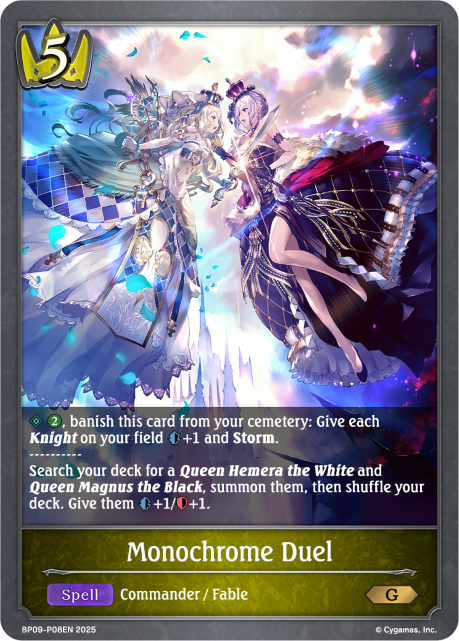 5
2, banish this card from your cemetery: Give each
Knight on your field +1 and Storm.
----------
Search your deck for a Queen Hemera the White and
Queen Magnus the Black, summon them, then shuffle your
deck. Give them +1/+1.
Monochrome Duel
Spell Commander / Fable G
BP09-P08EN 2025 © Cygames, Inc.